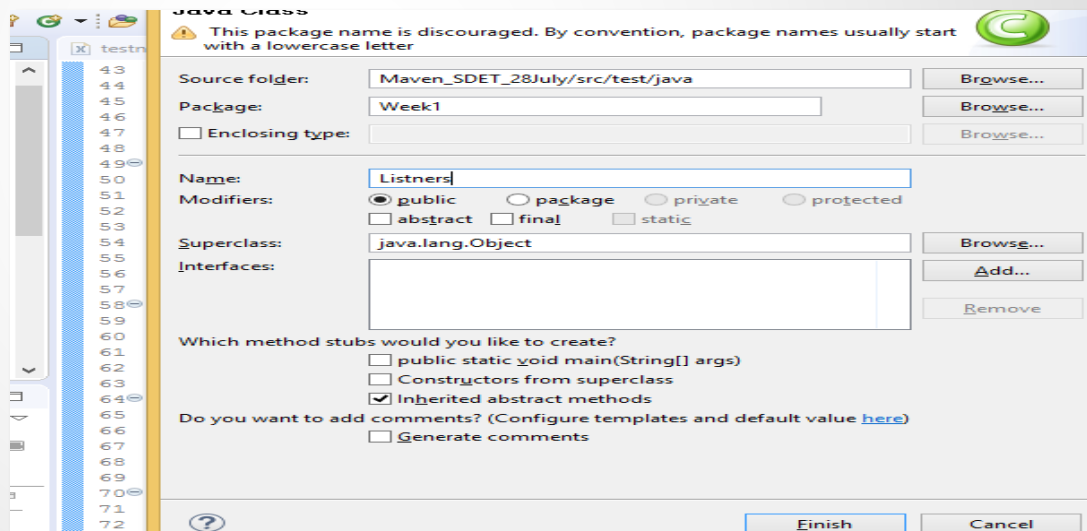 Java Class
This package name is discouraged. By convention, package names usually start
with a lowercase letter
testn
43
44
45
46
47
48
49
50
51
52
53
54
55
56
57
58
59
60
61
62
63
64
65
66
67
68
69
70
71
72
Source folder: Maven_SDET_28July/src/test/java Browse...
Package: Week1 Browse...
Enclosing type: Browse...
Name: Listners
Modifiers: public package private protected
abstract final static
Superclass: java.lang.Object Browse...
Interfaces: Add...
Remove
Which method stubs would you like to create?
public static void main(String[] args)
Constructors from superclass
Inherited abstract methods
Do you want to add comments? (Configure templates and default value here)
Generate comments
? Finish Cancel